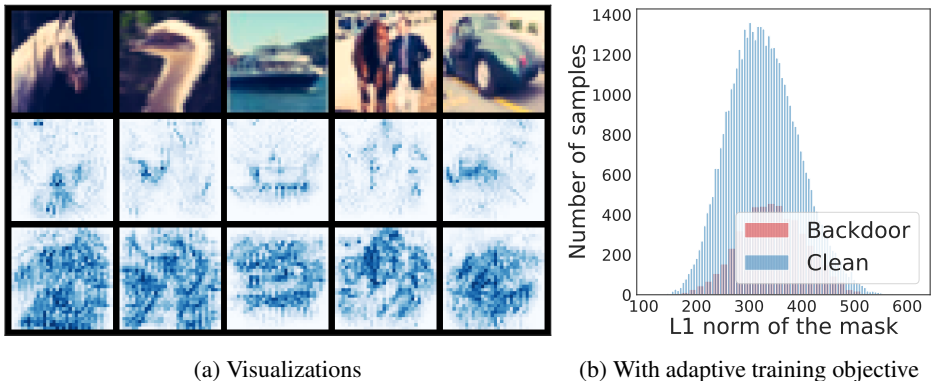 1400
1200
1000
800
600
400
200
0
Number of samples
Backdoor
Clean
100 200 300 400 500 600
L1 norm of the mask
(a) Visualizations
(b) With adaptive training objective